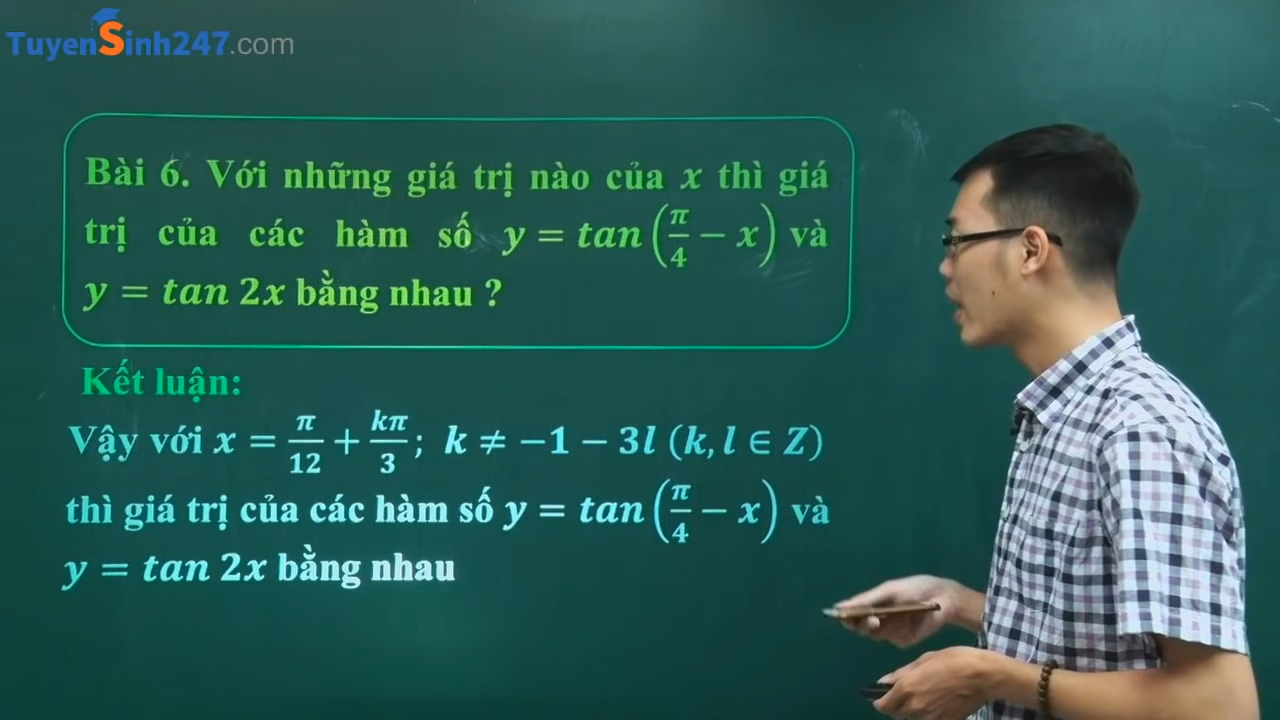 TuyenSinh247.com
Bài 6. Với những giá trị nào của x thì giá
trị của các hàm số y = tan(π/4 − x) và
y = tan 2x bằng nhau ?
Kết luận:
Vậy với x = π/12 + kπ/3; k ≠ −1 − 3l (k, l ∈ Z)
thì giá trị của các hàm số y = tan(π/4 − x) và
y = tan 2x bằng nhau